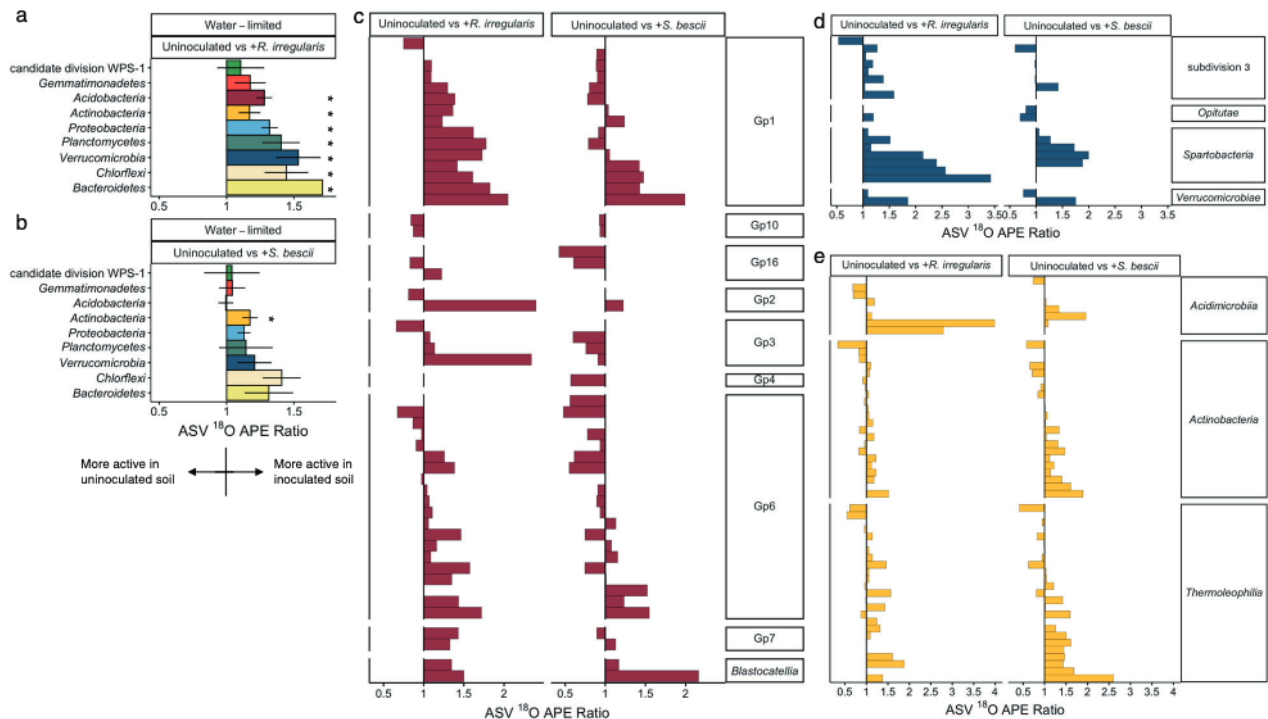 a
Water – limited
Uninoculated vs +R. irregularis
candidate division WPS-1
Gemmatimonadetes
Acidobacteria
Actinobacteria
Proteobacteria
Planctomycetes
Verrucomicrobia
Chlorflexi
Bacteroidetes
*
*
*
*
*
*
*
0.5 1 1.5
b
Water – limited
Uninoculated vs +S. bescii
candidate division WPS-1
Gemmatimonadetes
Acidobacteria
Actinobacteria
Proteobacteria
Planctomycetes
Verrucomicrobia
Chlorflexi
Bacteroidetes
*
0.5 1 1.5
ASV 18O APE Ratio
More active in
uninoculated soil
More active in
inoculated soil
c
Uninoculated vs +R. irregularis
Uninoculated vs +S. bescii
Gp1
Gp10
Gp16
Gp2
Gp3
Gp4
Gp6
Gp7
Blastocatellia
1 1.5 2
0.5 1 1.5 2
ASV 18O APE Ratio
d
Uninoculated vs +R. irregularis
Uninoculated vs +S. bescii
subdivision 3
Opitutae
Spartobacteria
Verrucomicrobiae
0.5 1 1.5 2 2.5 3 3.5
0.5 1 1.5 2 2.5 3 3.5
ASV 18O APE Ratio
e
Uninoculated vs +R. irregularis
Uninoculated vs +S. bescii
Acidimicrobiia
Actinobacteria
Thermoleophilia
0.5 1 1.5 2 2.5 3 3.5 4
0.5 1 1.5 2 2.5 3 3.5 4
ASV 18O APE Ratio